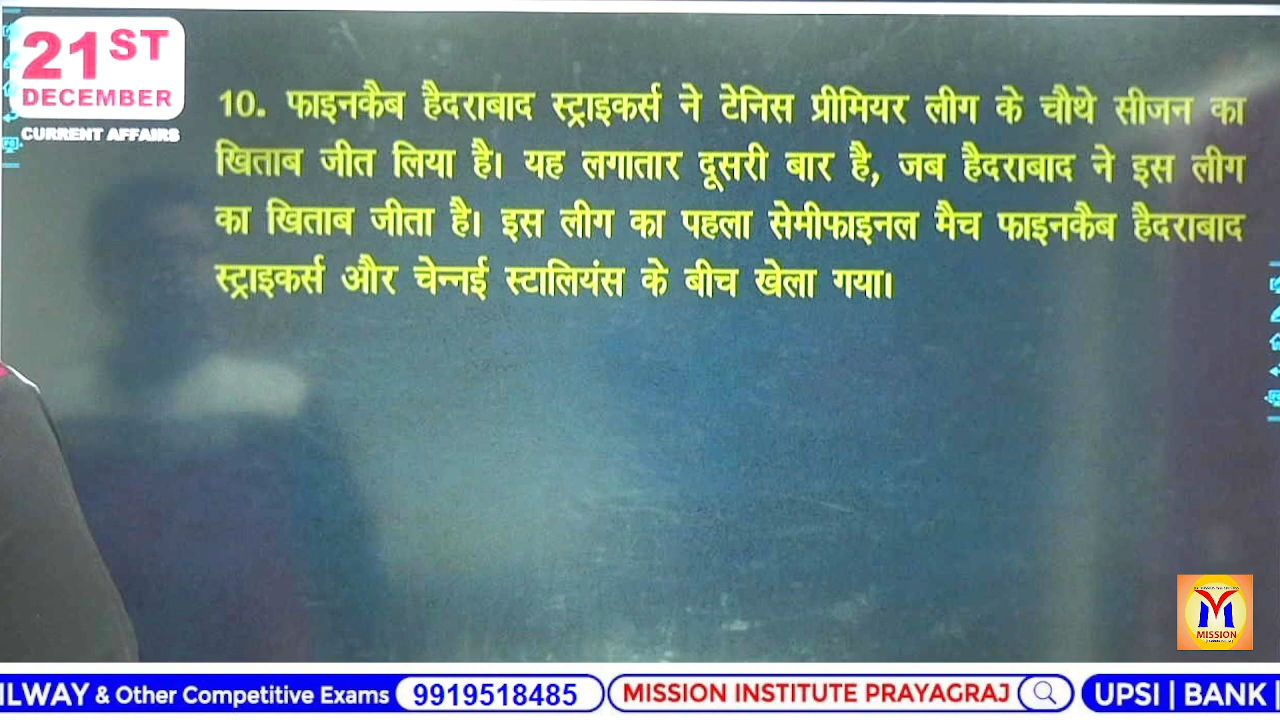 21ST
DECEMBER
CURRENT AFFAIRS
10. फाइनकैब हैदराबाद स्ट्राइकर्स ने टेनिस प्रीमियर लीग के चौथे सीजन का
खिताब जीत लिया है। यह लगातार दूसरी बार है, जब हैदराबाद ने इस लीग
का खिताब जीता है। इस लीग का पहला सेमीफाइनल मैच फाइनकैब हैदराबाद
स्ट्राइकर्स और चेन्नई स्टालियंस के बीच खेला गया।
M
MISSION
ILWAY & Other Competitive Exams 9919518485 MISSION INSTITUTE PRAYAGRAJ UPSI | BANK |